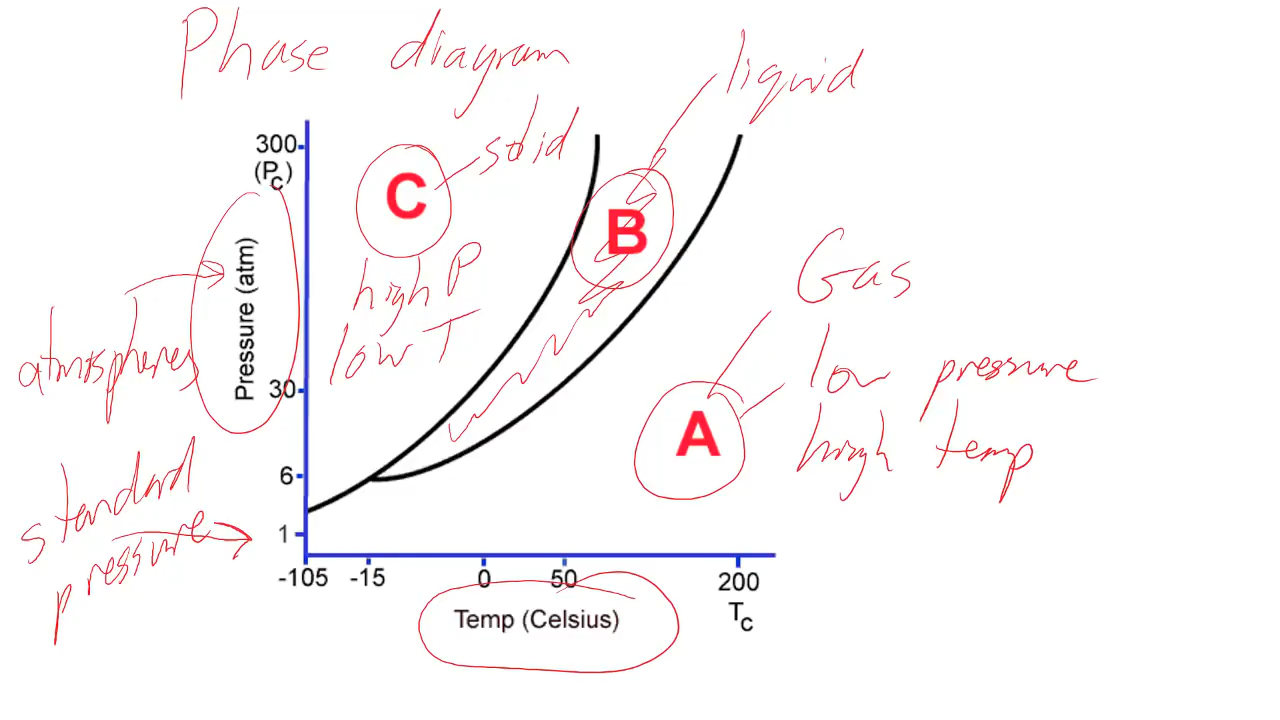 Phase diagram
liquid
solid
300
(Pc)
C
B
Gas
high P
low T
Pressure (atm)
atmospheres
low pressure
high temp
30
A
6
standard
pressure
1
-105 -15 0 50 200
Temp (Celsius)
Tc